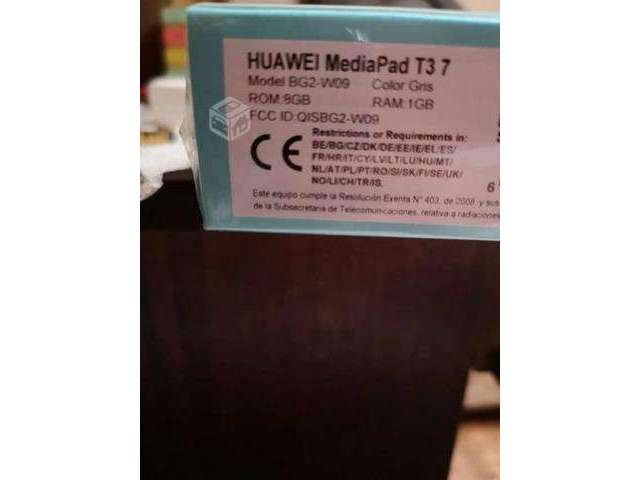 HUAWEI MediaPad T3 7
Model BG2-W09 Color Gris
ROM:8GB RAM:1GB
FCC ID:QISBG2-W09
CE Restrictions or Requirements in:
BE/BG/CZ/DK/DE/EE/IE/EL/ES/
FR/HR/IT/CY/LV/LT/LU/HU/MT/
NL/AT/PL/PT/RO/SI/SK/FI/SE/UK/
NO/LI/CH/TR/IS.
6
Este equipo cumple la Resolución Exenta N° 403, de 2008, y sus
de la Subsecretaria de Telecomunicaciones, relativa a radiaciones